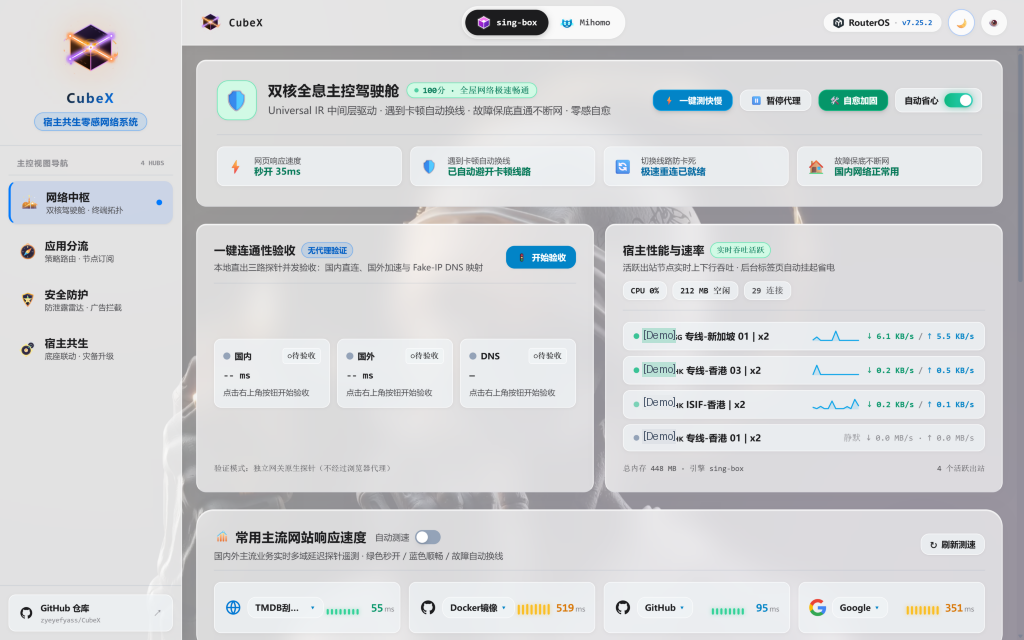 CubeX
宿主共生零感网络系统
主控视图导航
4 HUBS
网络中枢
双核驾驶舱 · 终端拓扑
应用分流
策略路由 · 节点订阅
安全防护
防泄露雷达 · 广告拦截
宿主共生
底座联动 · 灾备升级
GitHub 仓库
zyeyefyass/CubeX
↗
CubeX
sing-box
Mihomo
RouterOS · v7.25.2
双核全息主控驾驶舱
100分 · 全屋网络极速畅通
Universal IR 中间层驱动 · 遇到卡顿自动换线 · 故障保底直通不断网 · 零感自愈
一键测快慢
暂停代理
自愈加固
自动省心
网页响应速度
秒开 35ms
遇到卡顿自动换线
已自动避开卡顿线路
切换线路防卡死
极速重连已就绪
故障保底不断网
国内网络正常用
一键连通性验收
无代理验证
本地直出三路探针并发验收：国内直连、国外加速与 Fake-IP DNS 映射
开始验收
国内
○待验收
-- ms
点击右上角按钮开始验收
国外
○待验收
-- ms
点击右上角按钮开始验收
DNS
○待验收
—
点击右上角按钮开始验收
验证模式：独立网关原生探针（不经过浏览器代理）
宿主性能与速率
实时吞吐活跃
活跃出站节点实时上下行吞吐 · 后台标签页自动挂起省电
CPU 0%
212 MB 空闲
29 连接
[Demo] 专线-新加坡 01 | x2
↓ 6.1 KB/s / ↑ 5.5 KB/s
[Demo] 专线-香港 03 | x2
↓ 0.2 KB/s / ↑ 0.5 KB/s
[Demo] ISIF-香港 | x2
↓ 0.2 KB/s / ↑ 0.1 KB/s
[Demo] 专线-香港 01 | x2
静默 ↓ 0.0 MB/s · ↑ 0.0 MB/s
总内存 448 MB · 引擎 sing-box
4 个活跃出站
常用主流网站响应速度
自动测速
国内外主流业务实时多域延迟探针遥测 · 绿色秒开 / 蓝色顺畅 / 故障自动换线
↻ 刷新测速
TMDB刮...
55 ms
Docker镜像
519 ms
GitHub
95 ms
Google
351 ms